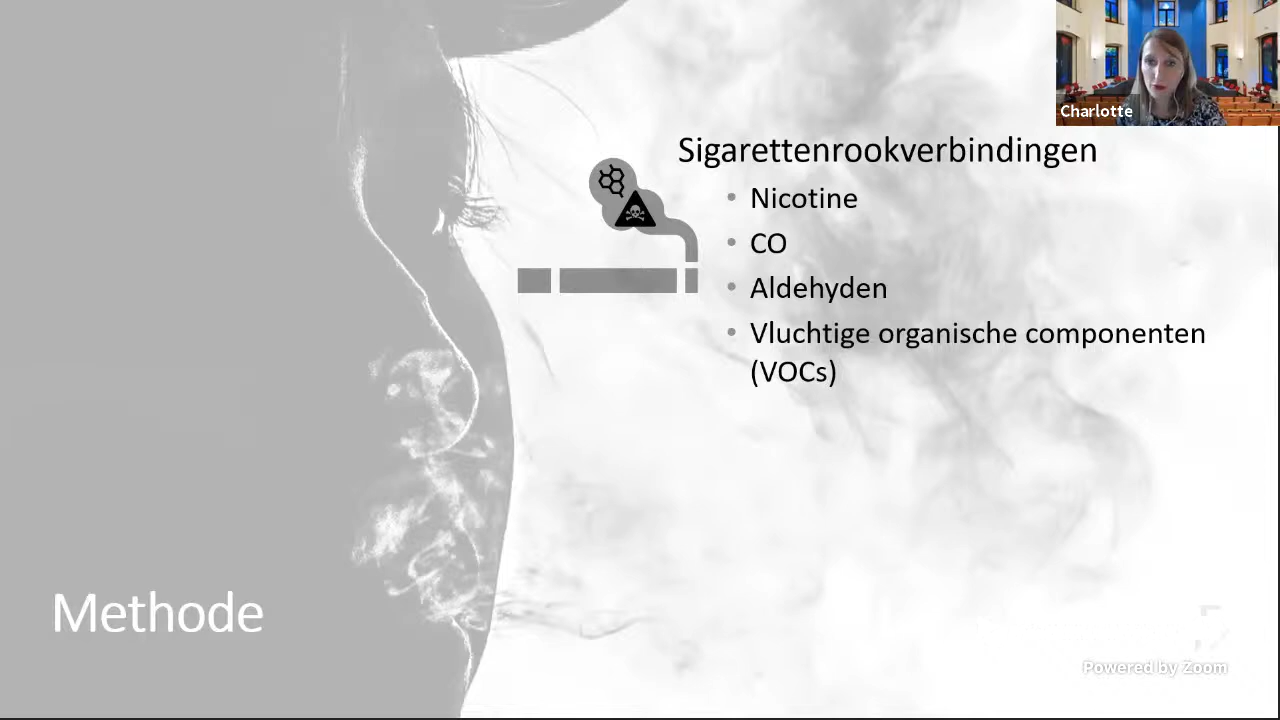 Charlotte
Sigarettenrookverbindingen
• Nicotine
• CO
• Aldehyden
• Vluchtige organische componenten
(VOCs)
Methode
Powered by Zoom